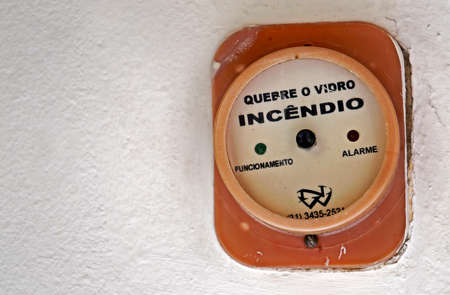 QUEBRE O VIDRO
INCÊNDIO
FUNCIONAMENTO
ALARME